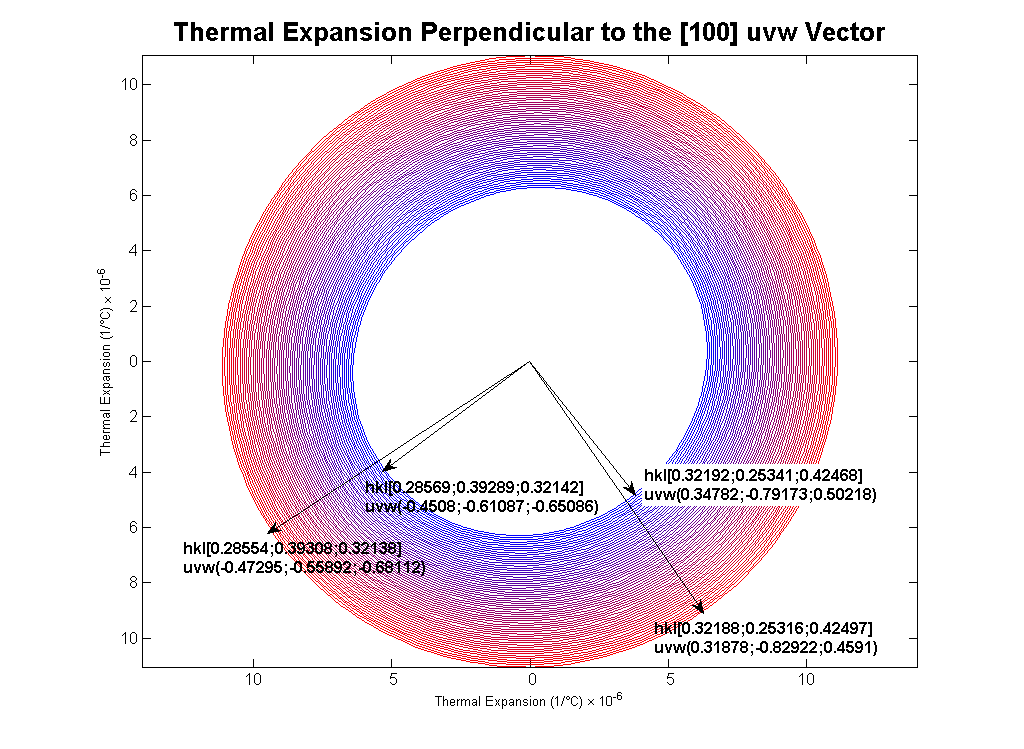 Thermal Expansion Perpendicular to the [100] uvw Vector
10
8
6
4
2
0
2
4
6
8
10
Thermal Expansion (1/°C) × 10⁻⁶
hkl[0.32192;0.25341;0.42468]
uvw(0.34782;-0.79173;0.50218)
hkl[0.28569;0.39289;0.32142]
uvw(-0.4508;-0.61087;-0.65086)
hkl[0.28554;0.39308;0.32138]
uvw(-0.47295;-0.55892;-0.68112)
hkl[0.32188;0.25316;0.42497]
uvw(0.31878;-0.82922;0.4591)
10 5 0 5 10
Thermal Expansion (1/°C) × 10⁻⁶